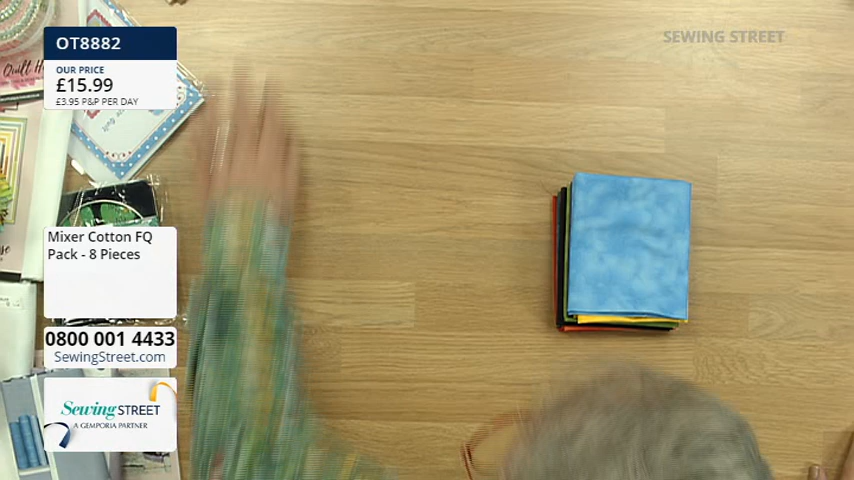 OT8882
OUR PRICE
£15.99
£3.95 P&P PER DAY
Mixer Cotton FQ
Pack - 8 Pieces
0800 001 4433
SewingStreet.com
Sewing STREET
A GEMPORIA PARTNER
SEWING STREET